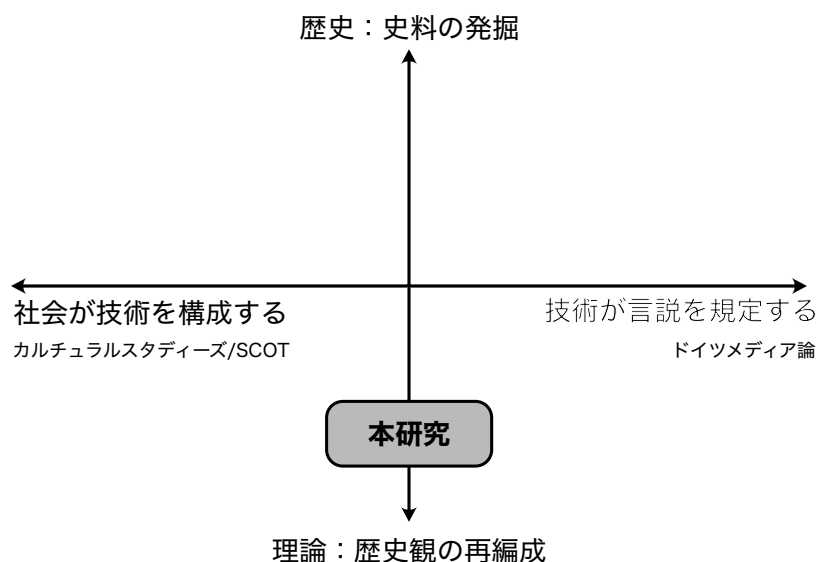 歴史：史料の発掘
社会が技術を構成する
カルチュラルスタディーズ/SCOT
技術が言説を規定する
ドイツメディア論
本研究
理論：歴史観の再編成